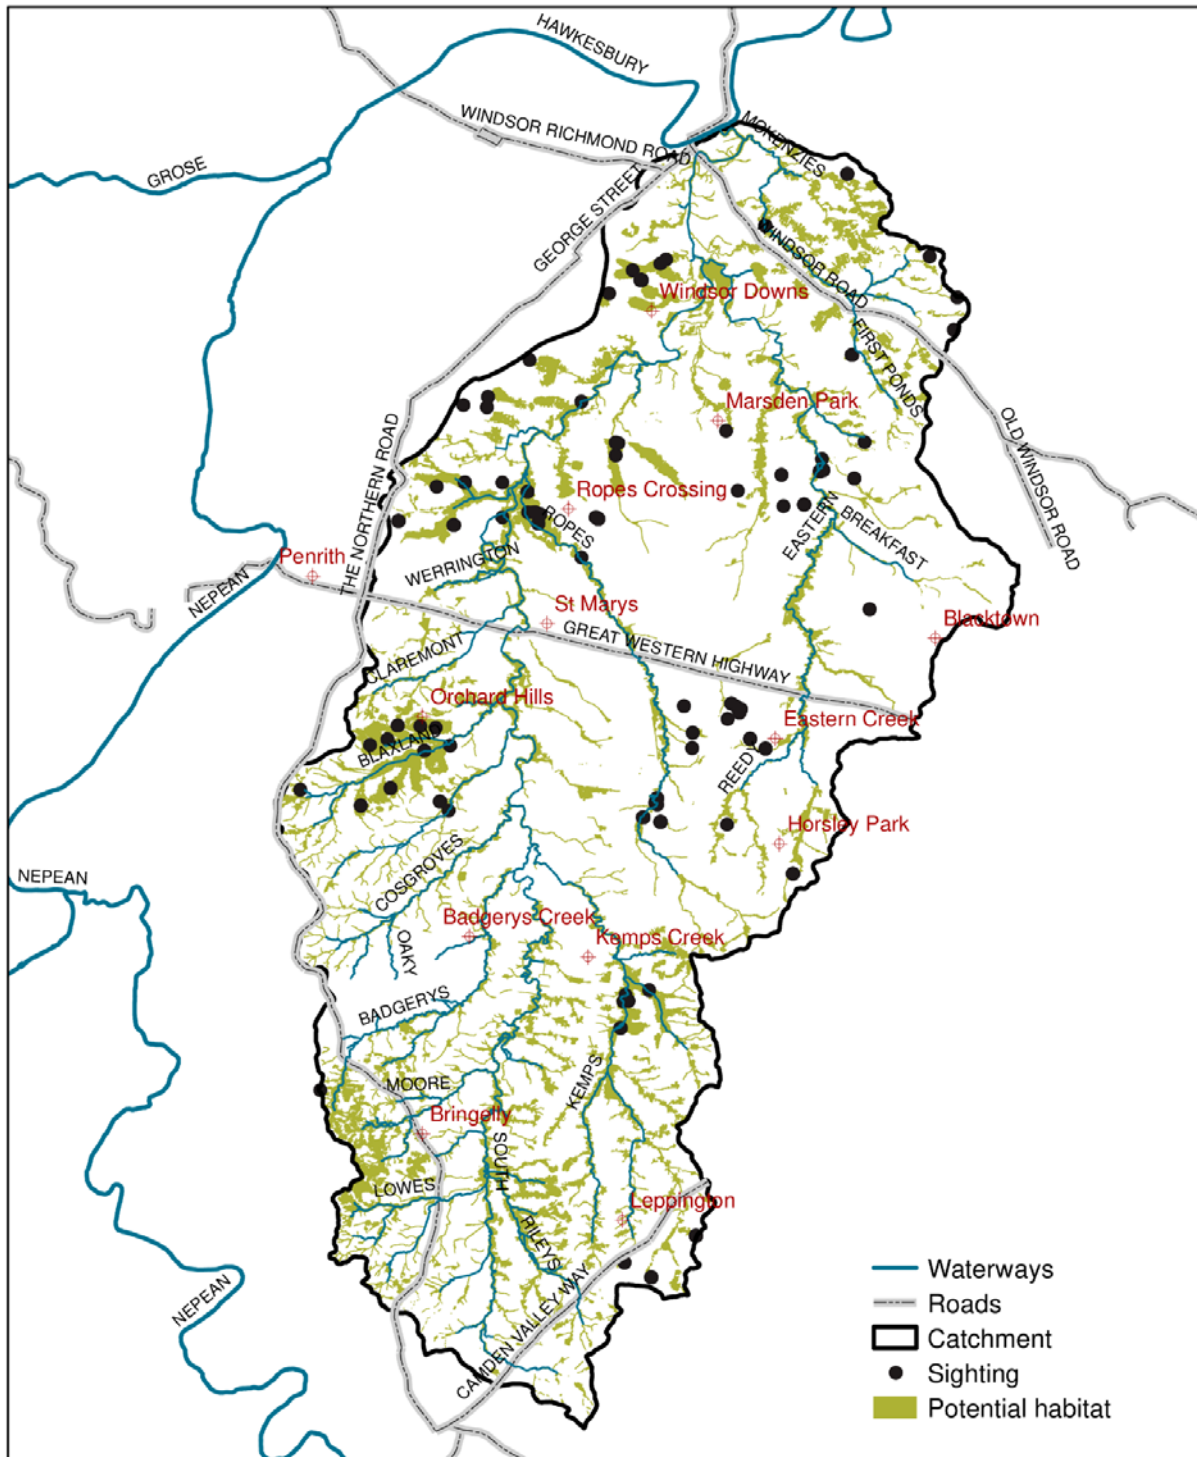 HAWKESBURY
WINDSOR RICHMOND ROAD
MCKENZIES
GROSE
GEORGE STREET
WINDSOR ROAD
Windsor Downs
FIRST PONDS
Marsden Park
OLD WINDSOR ROAD
THE NORTHERN ROAD
Ropes Crossing
ROPES
EASTERN
BREAKFAST
Penrith
WERRINGTON
NEPEAN
St Marys
Blacktown
GREAT WESTERN HIGHWAY
CLAREMONT
Orchard Hills
Eastern Creek
BLAXLAND
REEDY
Horsley Park
COSGROVES
NEPEAN
Badgerys Creek
Kemps Creek
OAKY
BADGERYS
MOORE
KEMPS
Bringelly
SOUTH
LOWES
Leppington
RILEYS
NEPEAN
CAMDEN VALLEY WAY
Waterways
Roads
Catchment
Sighting
Potential habitat